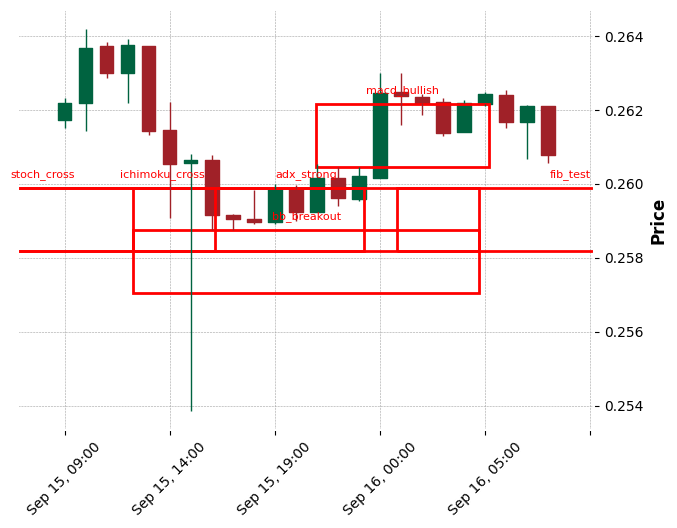 0.264
macd_bullish
0.262
stoch_cross ichimoku_cross adx_strong fib_test
0.260
_breakout
Price
0.258
0.256
0.254
Sep 15, 09:00 Sep 15, 14:00 Sep 15, 19:00 Sep 16, 00:00 Sep 16, 05:00